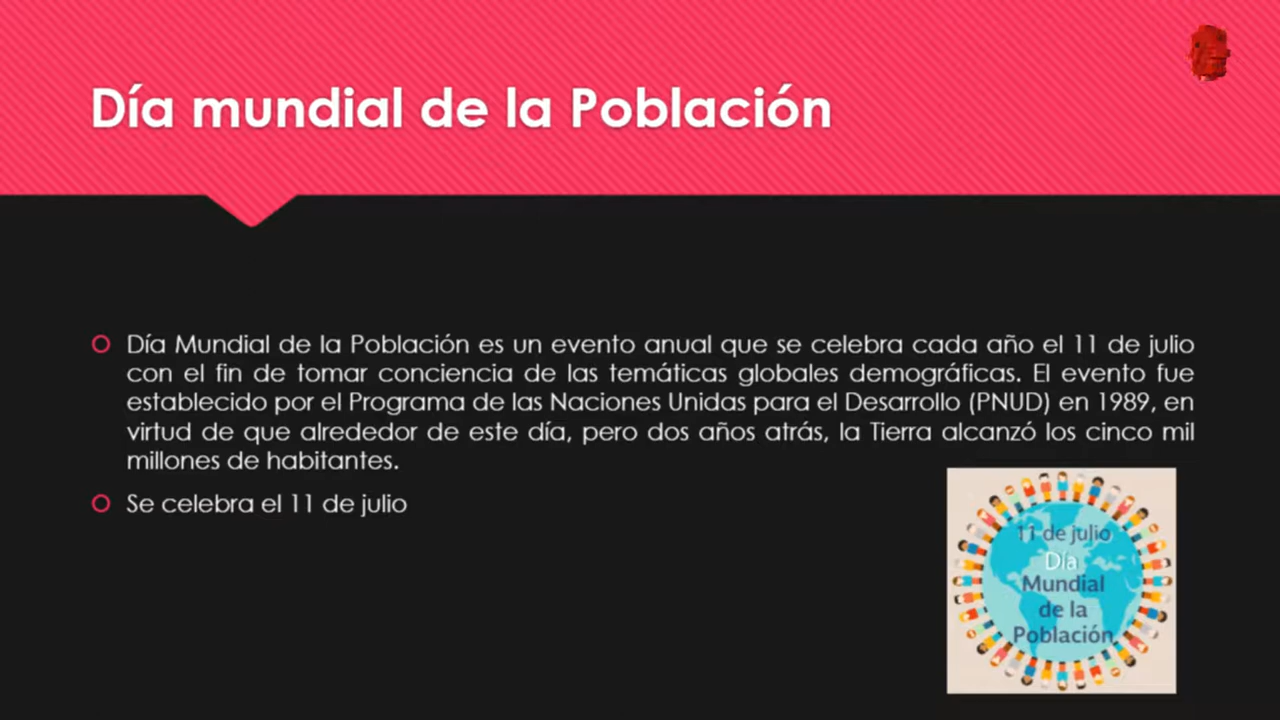 Día mundial de la Población
Día Mundial de la Población es un evento anual que se celebra cada año el 11 de julio
con el fin de tomar conciencia de las temáticas globales demográficas. El evento fue
establecido por el Programa de las Naciones Unidas para el Desarrollo (PNUD) en 1989, en
virtud de que alrededor de este día, pero dos años atrás, la Tierra alcanzó los cinco mil
millones de habitantes.
Se celebra el 11 de julio
11 de julio
Día
Mundial
de la
Población